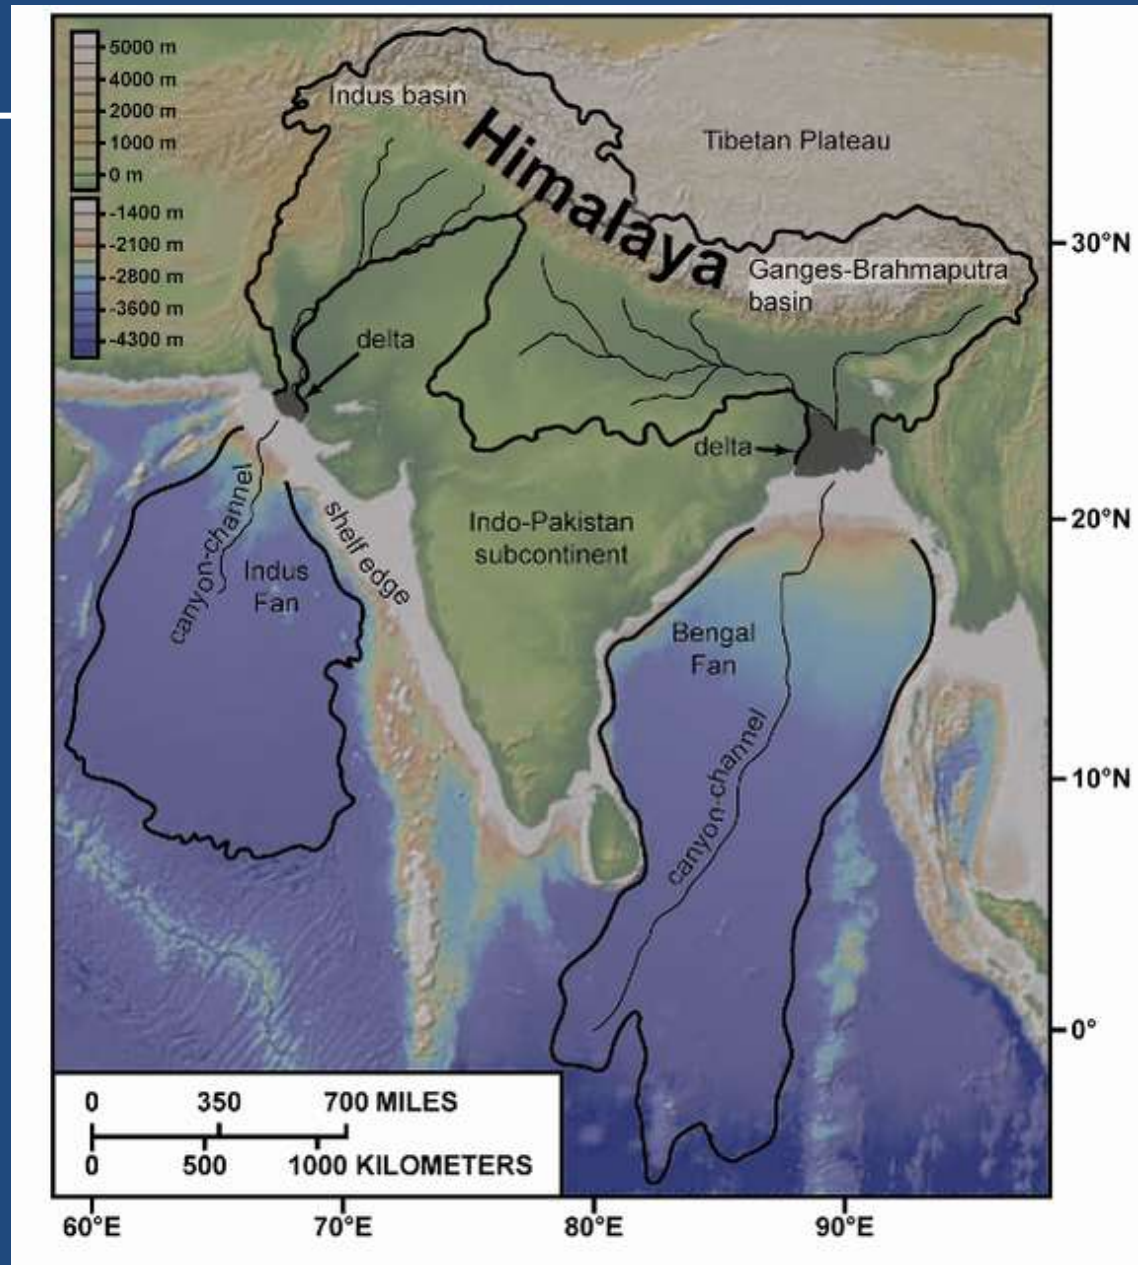 5000 m
4000 m
2000 m
1000 m
0 m
-1400 m
-2100 m
-2800 m
-3600 m
-4300 m
Indus basin
Himalaya
Tibetan Plateau
Ganges-Brahmaputra
basin
30°N
delta
delta
20°N
canyon-channel
Indus
Fan
shelf edge
Indo-Pakistan
subcontinent
Bengal
Fan
canyon-channel
10°N
0°
0 350 700 MILES
0 500 1000 KILOMETERS
60°E 70°E 80°E 90°E